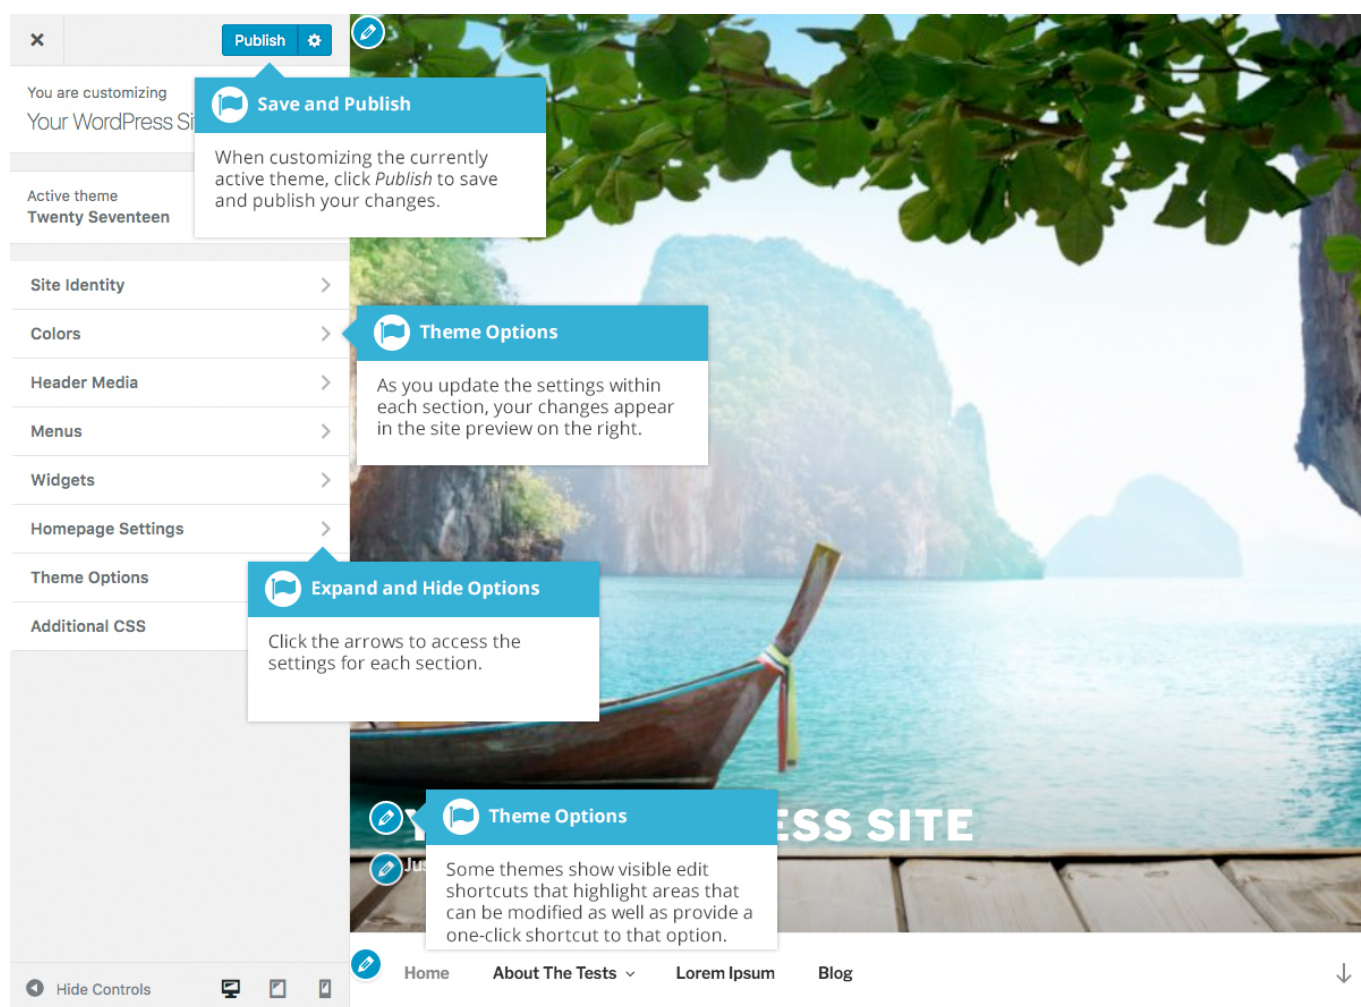 Publish
You are customizing
Your WordPress Si
Save and Publish
When customizing the currently
active theme, click Publish to save
and publish your changes.
Active theme
Twenty Seventeen
Site Identity
Colors
Header Media
Menus
Widgets
Homepage Settings
Theme Options
Additional CSS
Theme Options
As you update the settings within
each section, your changes appear
in the site preview on the right.
Expand and Hide Options
Click the arrows to access the
settings for each section.
ESS SITE
Theme Options
Some themes show visible edit
shortcuts that highlight areas that
can be modified as well as provide a
one-click shortcut to that option.
Home About The Tests Lorem Ipsum Blog
Hide Controls